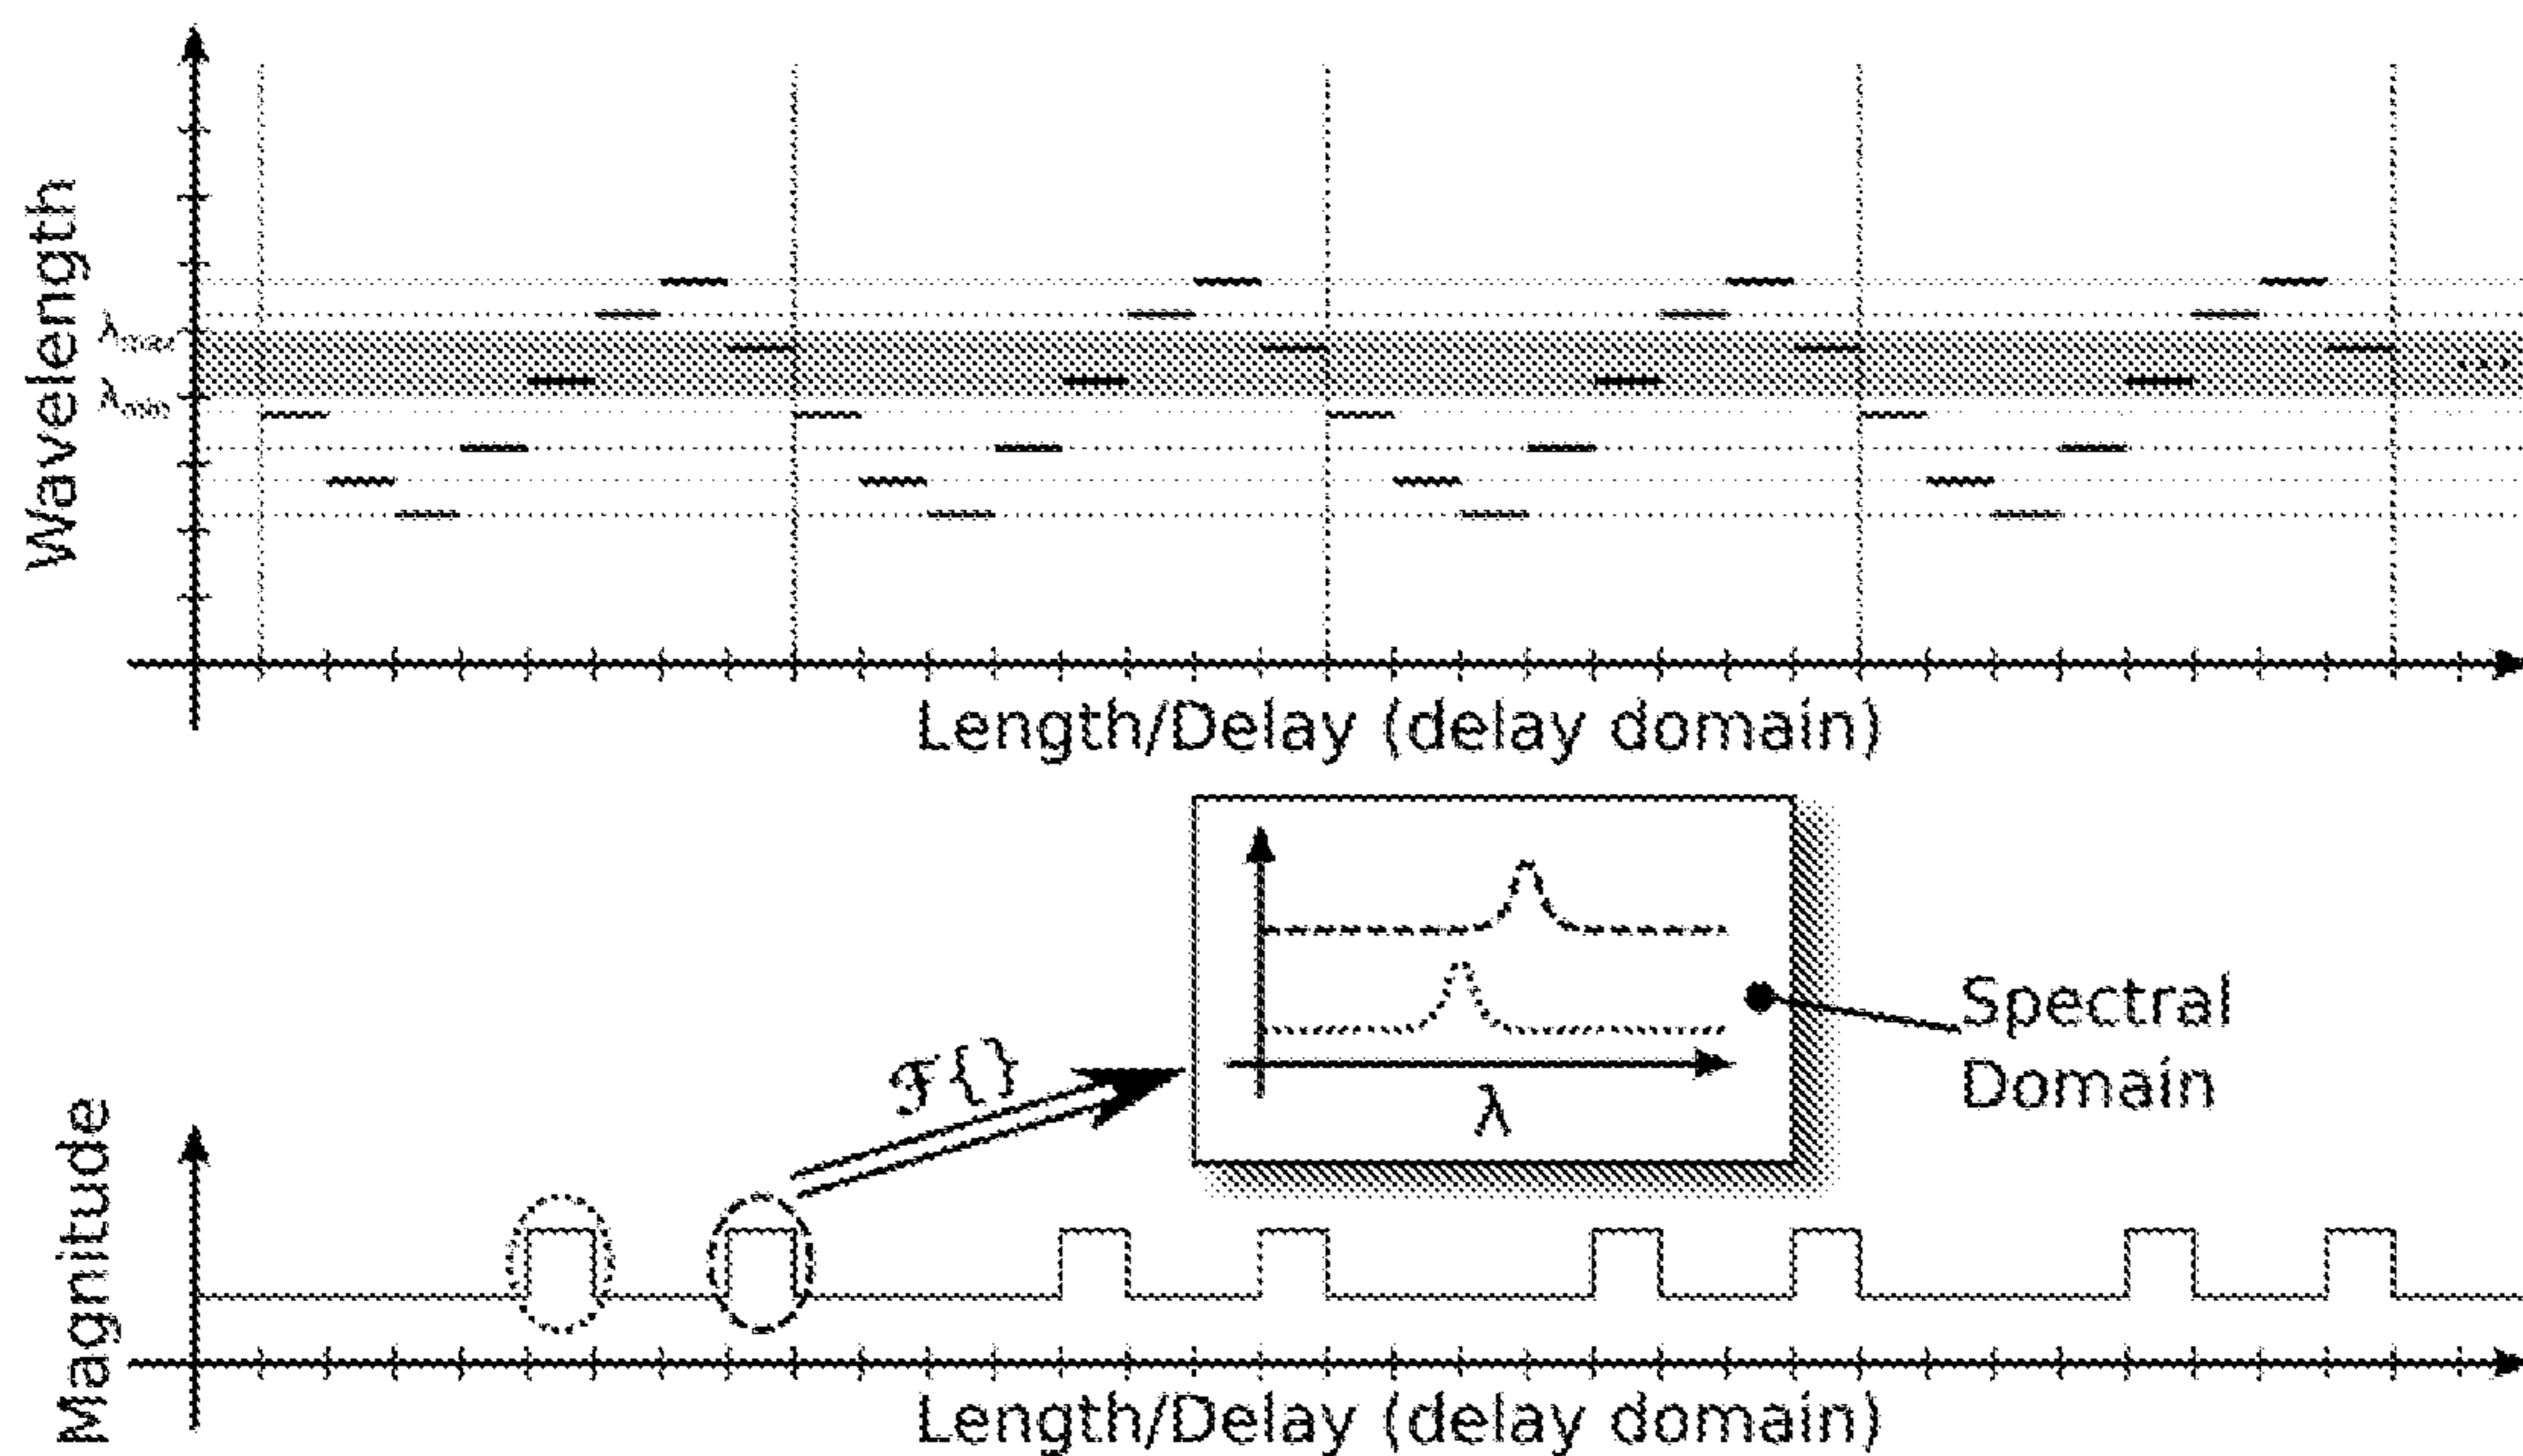 Wavelength
λmax
λmin
...
Length/Delay (delay domain)
ℱ{}
λ
Spectral
Domain
Magnitude
Length/Delay (delay domain)